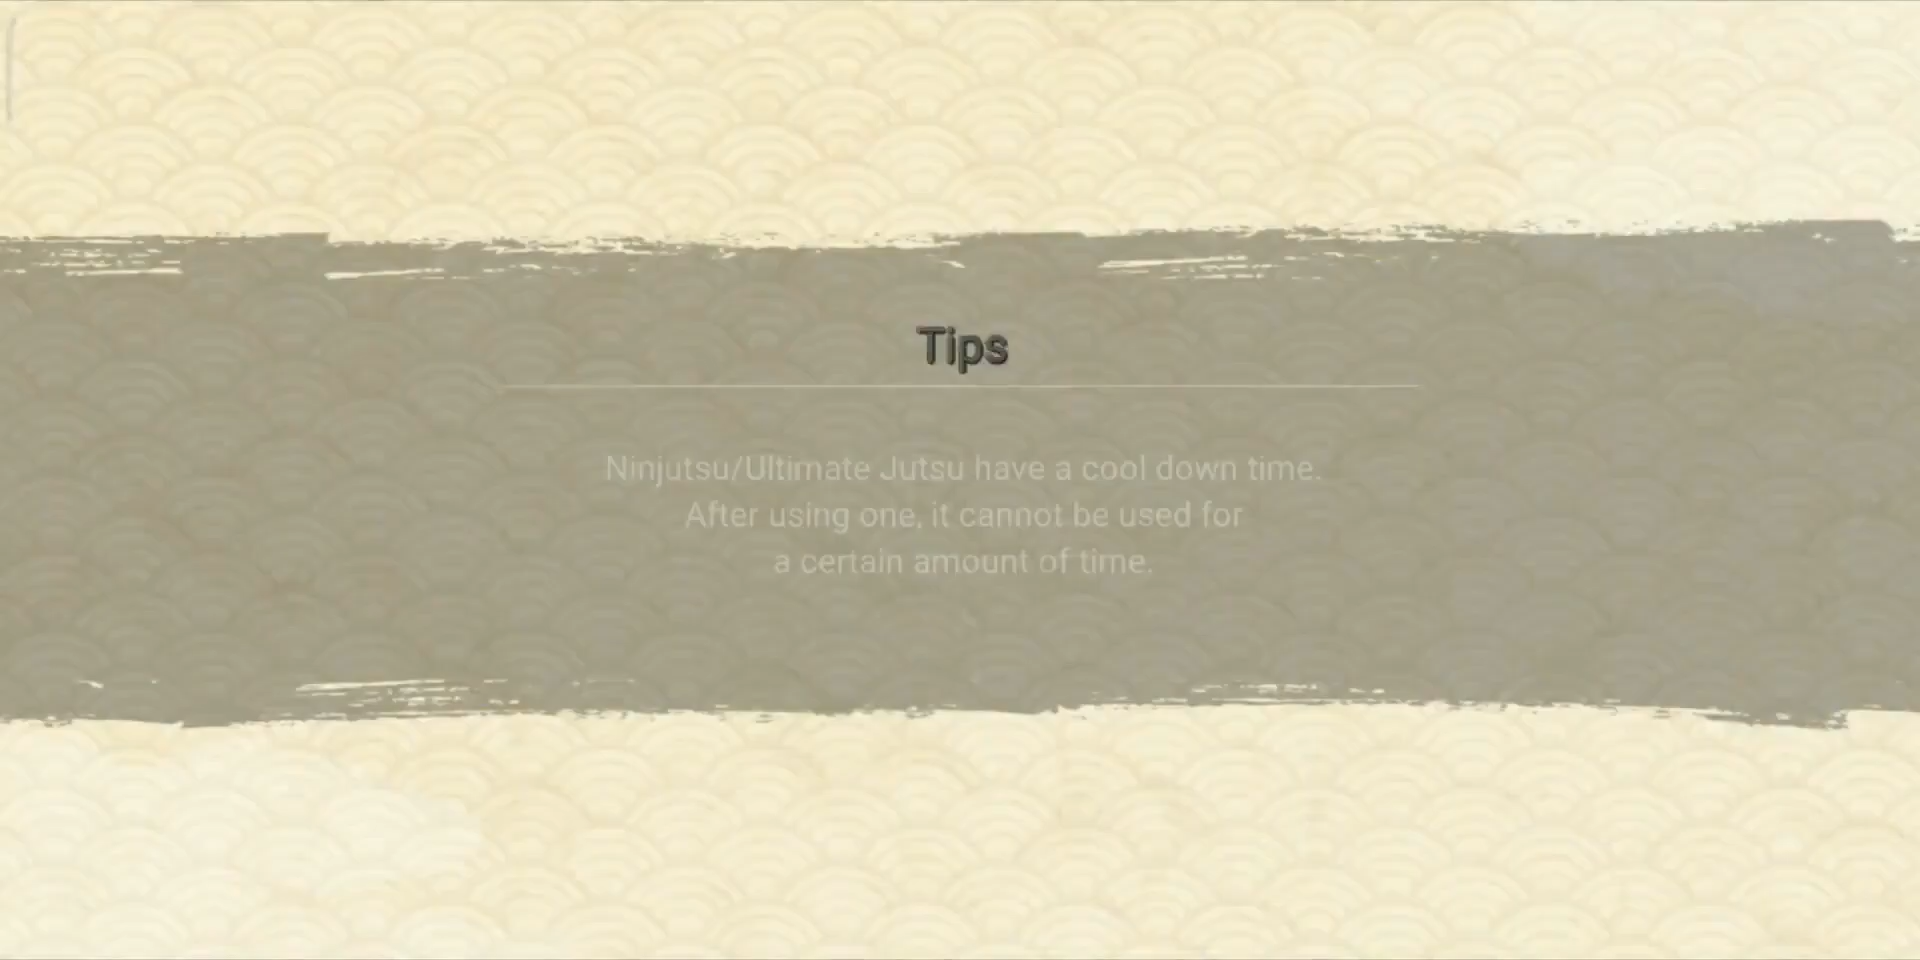 Tips
Ninjutsu/Ultimate Jutsu have a cool down time.
After using one, it cannot be used for
a certain amount of time.